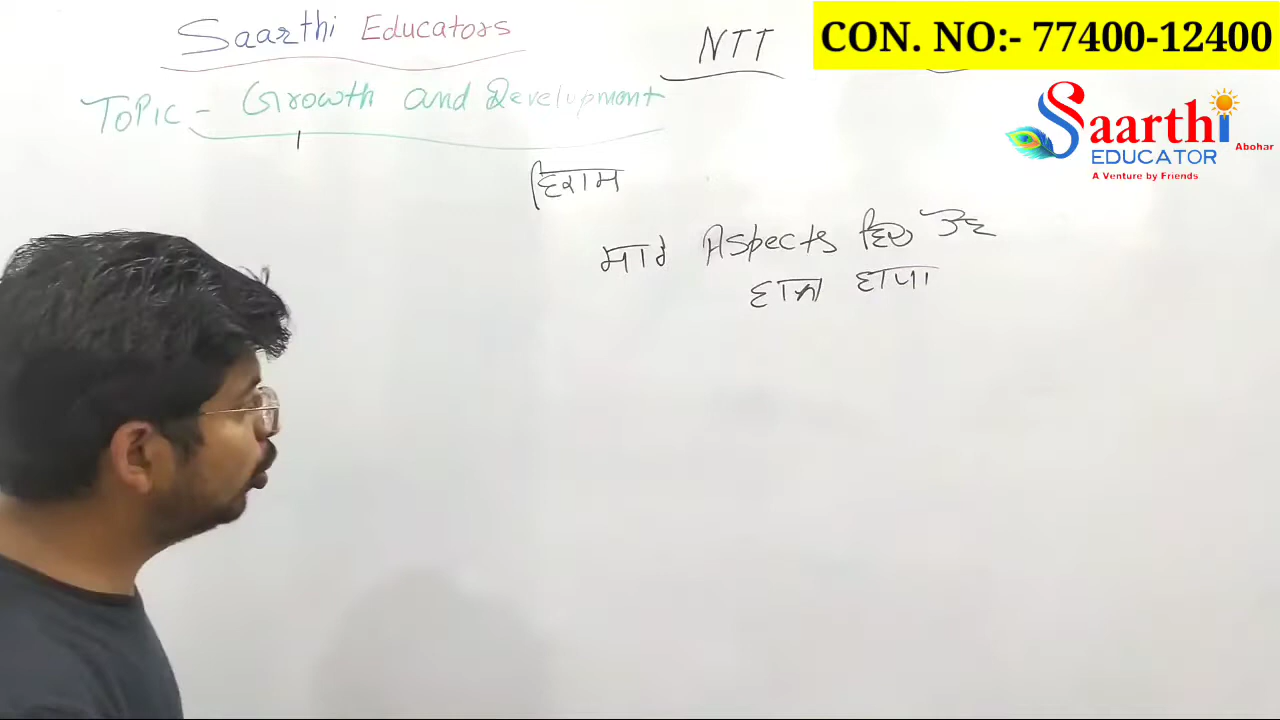 Saarthi Educators
NTT
CON. NO:- 77400-12400
Topic - Growth and Development
Saarthi
EDUCATOR Abohar
A Venture by Friends
ਵਿਕਾਸ
ਸਾਰੇ Aspects ਵਿਚ
ਵਾਧਾ